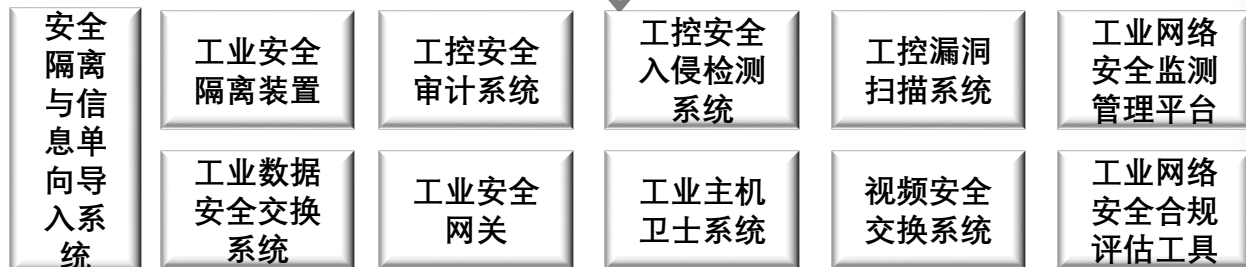 安全
隔离
与信
息单
向导
入系
统
工业安全
隔离装置
工控安全
审计系统
工控安全
入侵检测
系统
工控漏洞
扫描系统
工业网络
安全监测
管理平台
工业数据
安全交换
系统
工业安全
网关
工业主机
卫士系统
视频安全
交换系统
工业网络
安全合规
评估工具